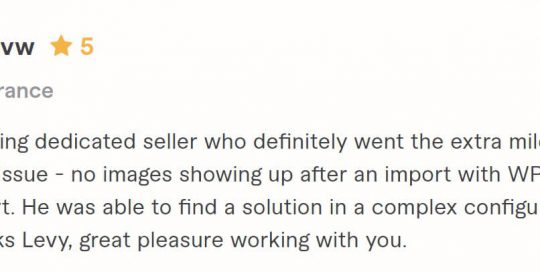 vw ★ 5
rance
ing dedicated seller who definitely went the extra mil
issue - no images showing up after an import with WP
t. He was able to find a solution in a complex configu
ks Levy, great pleasure working with you.